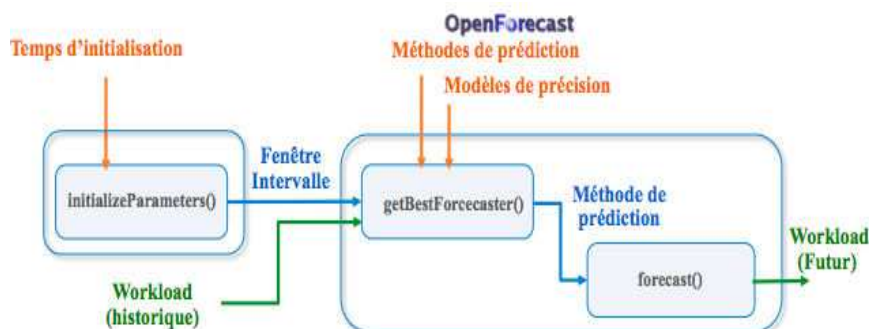 OpenForecast
Temps d'initialisation
Méthodes de prédiction
Modèles de précision
Fenêtre
Intervalle
initializeParameters()
getBestForcecaster()
Méthode de
prédiction
Workload
(Futur)
forecast()
Workload
(historique)